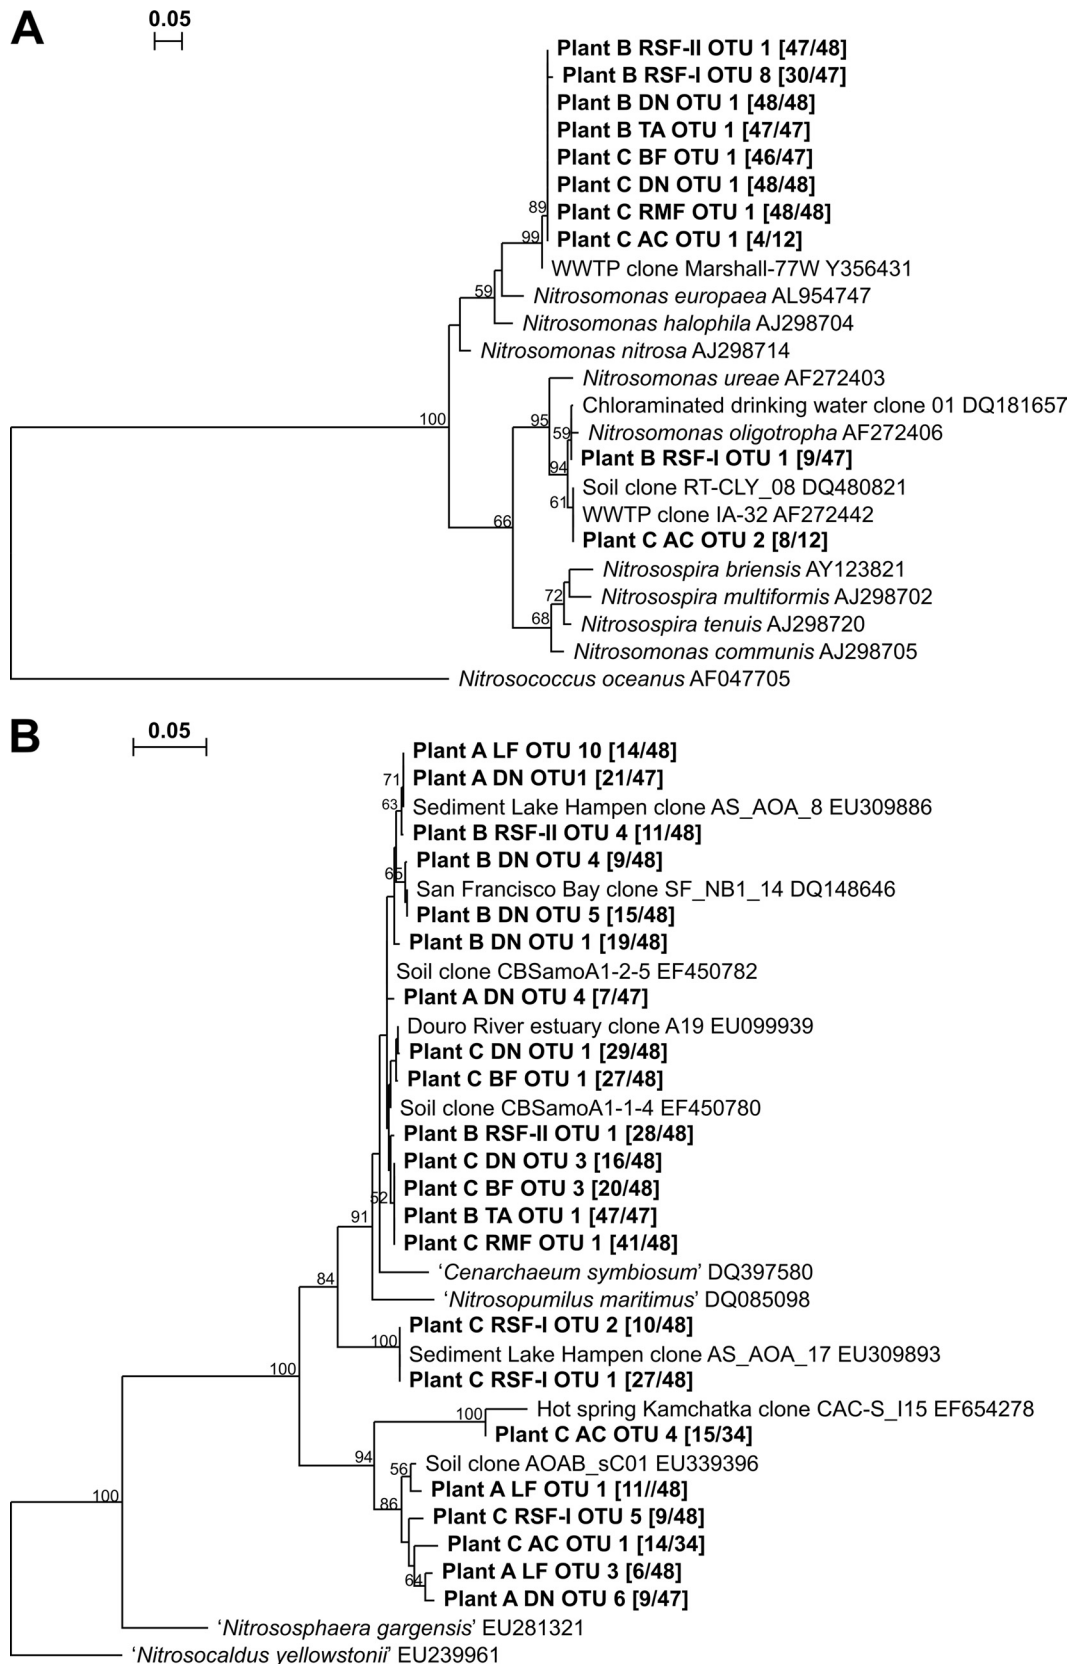 A
0.05
Plant B RSF-II OTU 1 [47/48]
Plant B RSF-I OTU 8 [30/47]
Plant B DN OTU 1 [48/48]
Plant B TA OTU 1 [47/47]
Plant C BF OTU 1 [46/47]
Plant C DN OTU 1 [48/48]
89 Plant C RMF OTU 1 [48/48]
99 Plant C AC OTU 1 [4/12]
WWTP clone Marshall-77W Y356431
59 Nitrosomonas europaea AL954747
Nitrosomonas halophila AJ298704
Nitrosomonas nitrosa AJ298714
Nitrosomonas ureae AF272403
Chloraminated drinking water clone 01 DQ181657
100 95 59 Nitrosomonas oligotropha AF272406
94 Plant B RSF-I OTU 1 [9/47]
Soil clone RT-CLY_08 DQ480821
61 WWTP clone IA-32 AF272442
66 Plant C AC OTU 2 [8/12]
Nitrosospira briensis AY123821
72 Nitrosospira multiformis AJ298702
68 Nitrosospira tenuis AJ298720
Nitrosomonas communis AJ298705
Nitrosococcus oceanus AF047705
B
0.05
Plant A LF OTU 10 [14/48]
71 Plant A DN OTU1 [21/47]
63 Sediment Lake Hampen clone AS_AOA_8 EU309886
Plant B RSF-II OTU 4 [11/48]
Plant B DN OTU 4 [9/48]
65 San Francisco Bay clone SF_NB1_14 DQ148646
Plant B DN OTU 5 [15/48]
Plant B DN OTU 1 [19/48]
Soil clone CBSamoA1-2-5 EF450782
Plant A DN OTU 4 [7/47]
Douro River estuary clone A19 EU099939
Plant C DN OTU 1 [29/48]
Plant C BF OTU 1 [27/48]
Soil clone CBSamoA1-1-4 EF450780
Plant B RSF-II OTU 1 [28/48]
Plant C DN OTU 3 [16/48]
52 Plant C BF OTU 3 [20/48]
91 Plant B TA OTU 1 [47/47]
Plant C RMF OTU 1 [41/48]
84 ‘Cenarchaeum symbiosum’ DQ397580
‘Nitrosopumilus maritimus’ DQ085098
Plant C RSF-I OTU 2 [10/48]
100 Sediment Lake Hampen clone AS_AOA_17 EU309893
100 Plant C RSF-I OTU 1 [27/48]
100 Hot spring Kamchatka clone CAC-S_I15 EF654278
Plant C AC OTU 4 [15/34]
94 56 Soil clone AOAB_sC01 EU339396
Plant A LF OTU 1 [11//48]
100 86 Plant C RSF-I OTU 5 [9/48]
Plant C AC OTU 1 [14/34]
64 Plant A LF OTU 3 [6/48]
Plant A DN OTU 6 [9/47]
‘Nitrososphaera gargensis’ EU281321
‘Nitrosocaldus yellowstonii’ EU239961